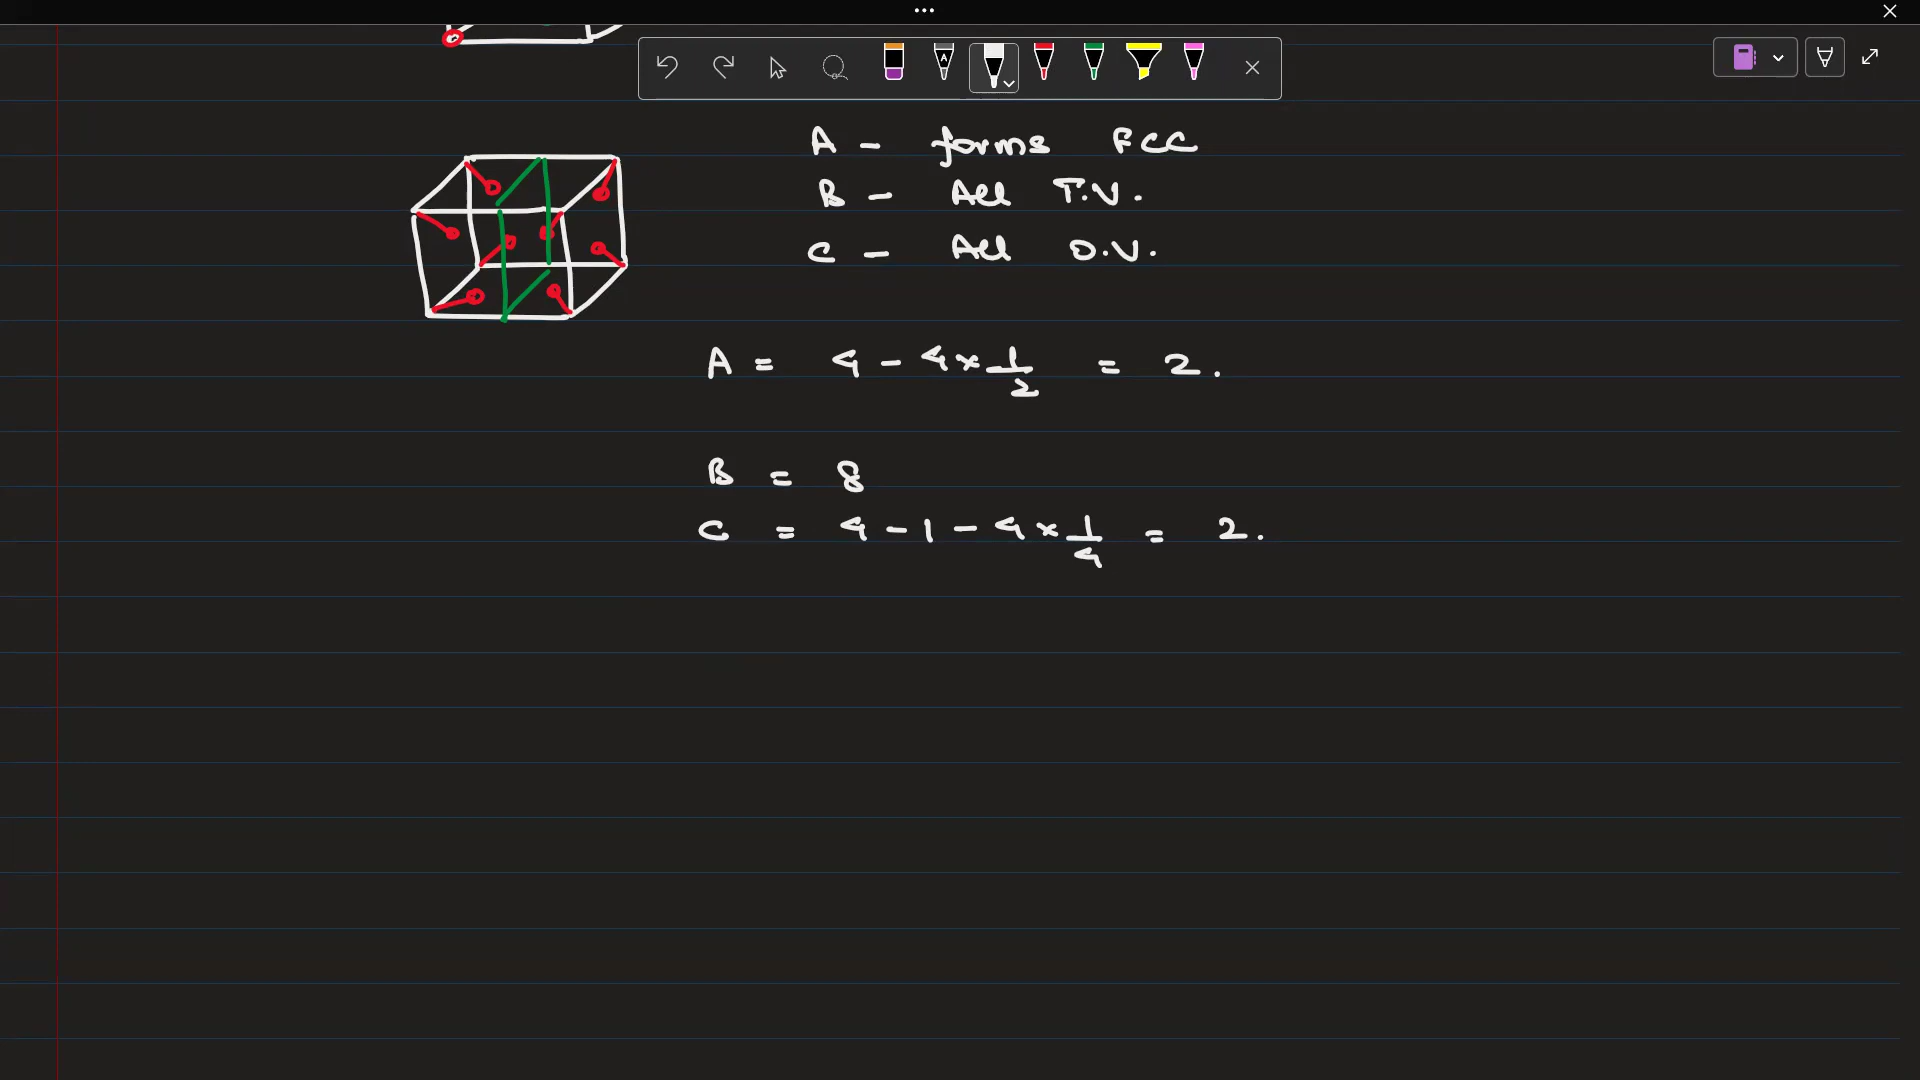 A - forms FCC
B - All T.V.
C - All O.V.
A = 4 - 4 × 1/2 = 2.
B = 8
C = 4 - 1 - 4 × 1/4 = 2.